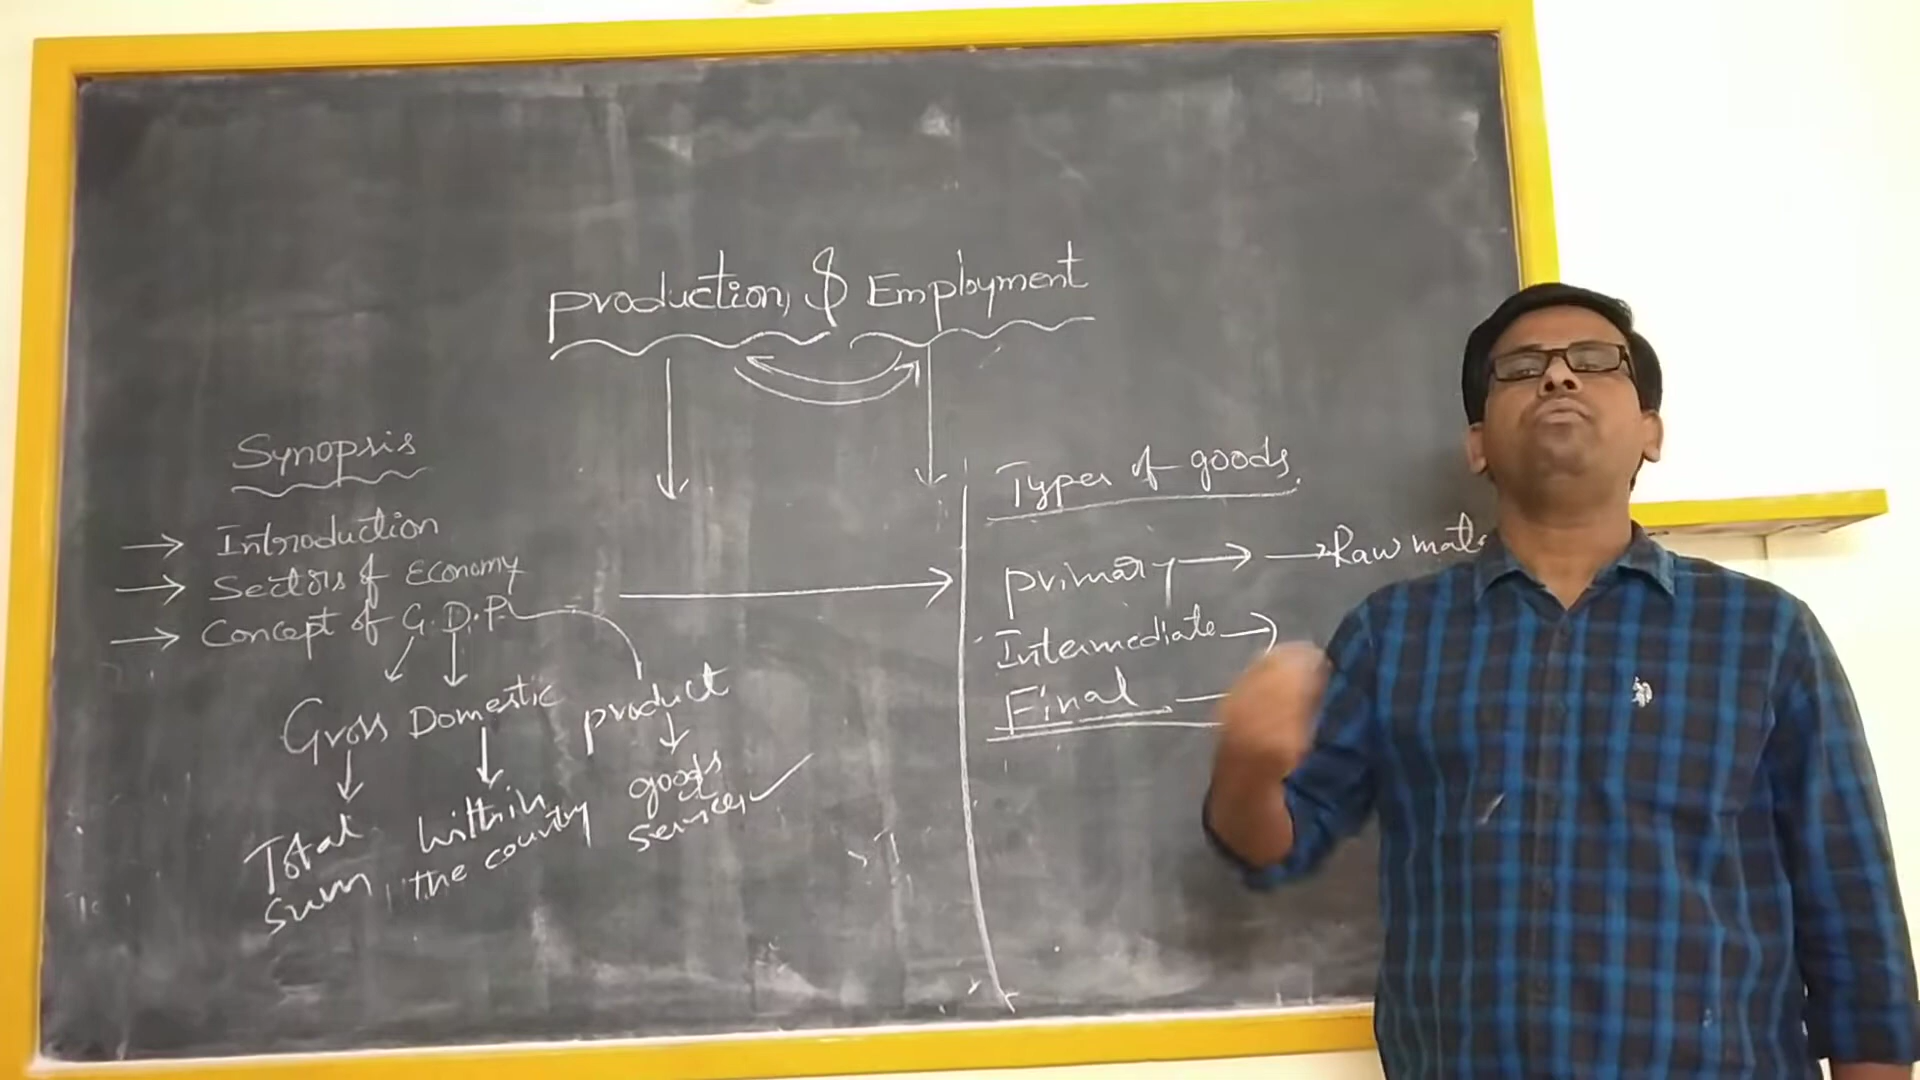 production, & Employment
Synopsis
→ Introduction
→ Sectors of Economy
→ Concept of G.D.P.
Gross Domestic product
Total sum, within the country goods services ✓
Types of goods.
primary → → Raw mat
Intermediate →
Final